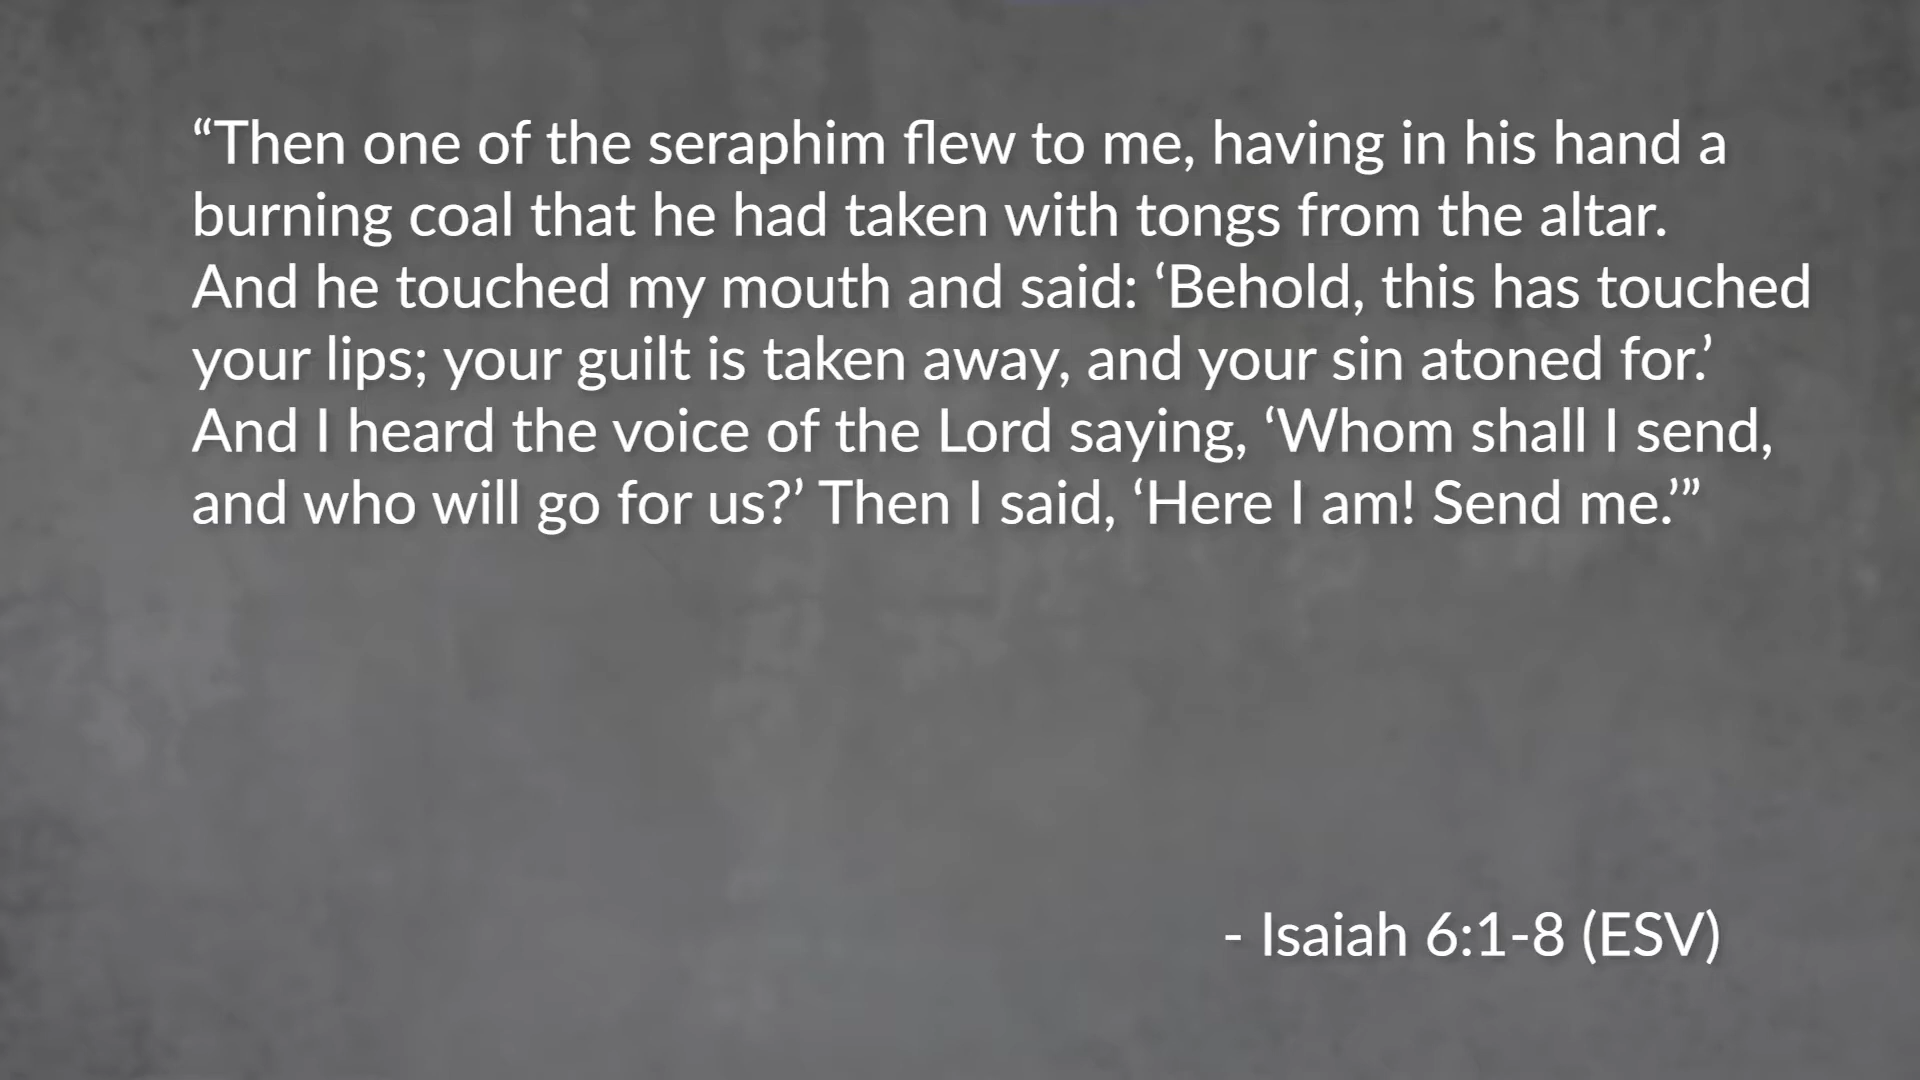 “Then one of the seraphim flew to me, having in his hand a
burning coal that he had taken with tongs from the altar.
And he touched my mouth and said: ‘Behold, this has touched
your lips; your guilt is taken away, and your sin atoned for.’
And I heard the voice of the Lord saying, ‘Whom shall I send,
and who will go for us?’ Then I said, ‘Here I am! Send me.’”
- Isaiah 6:1-8 (ESV)